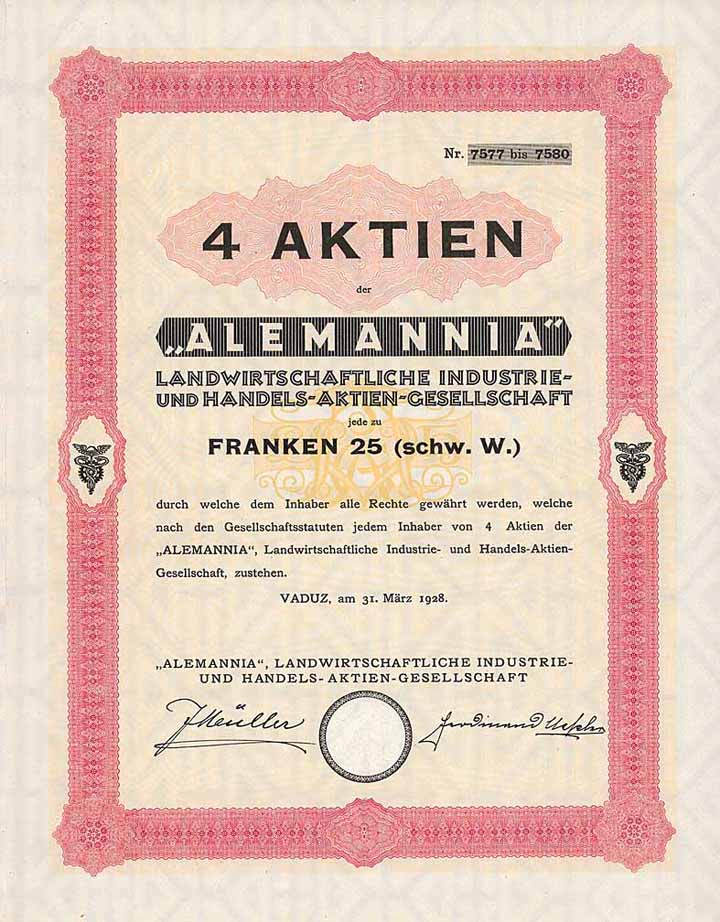 Nr. 7577 bis 7580
4 AKTIEN
der
„ALEMANNIA“
LANDWIRTSCHAFTLICHE INDUSTRIE-
UND HANDELS-AKTIEN-GESELLSCHAFT
jede zu
FRANKEN 25 (schw. W.)
durch welche dem Inhaber alle Rechte gewährt werden, welche
nach den Gesellschaftsstatuten jedem Inhaber von 4 Aktien der
„ALEMANNIA“, Landwirtschaftliche Industrie- und Handels-Aktien-
Gesellschaft, zustehen.
VADUZ, am 31. März 1928.
„ALEMANNIA“, LANDWIRTSCHAFTLICHE INDUSTRIE-
UND HANDELS-AKTIEN-GESELLSCHAFT
Ferdinand